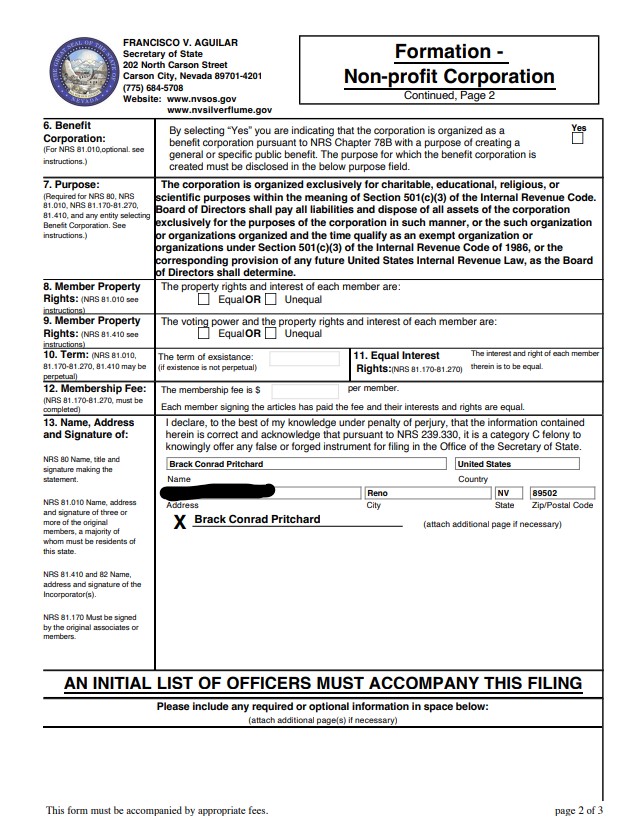 FRANCISCO V. AGUILAR
Secretary of State
202 North Carson Street
Carson City, Nevada 89701-4201
(775) 684-5708
Website: www.nvsos.gov
www.nvsilverflume.gov
Formation -
Non-profit Corporation
Continued, Page 2
6. Benefit
Corporation:
(For NRS 81.010,optional. see
instructions.)
By selecting “Yes” you are indicating that the corporation is organized as a
benefit corporation pursuant to NRS Chapter 78B with a purpose of creating a
general or specific public benefit. The purpose for which the benefit corporation is
created must be disclosed in the below purpose field.
Yes
7. Purpose:
(Required for NRS 80, NRS
81.010, NRS 81.170-81.270,
81.410, and any entity selecting
Benefit Corporation. See
instructions.)
The corporation is organized exclusively for charitable, educational, religious, or
scientific purposes within the meaning of Section 501(c)(3) of the Internal Revenue Code.
Board of Directors shall pay all liabilities and dispose of all assets of the corporation
exclusively for the purposes of the corporation in such manner, or the such organization
or organizations organized and the time qualify as an exempt organization or
organizations under Section 501(c)(3) of the Internal Revenue Code of 1986, or the
corresponding provision of any future United States Internal Revenue Law, as the Board
of Directors shall determine.
8. Member Property
Rights: (NRS 81.010 see
instructions)
The property rights and interest of each member are:
Equal OR Unequal
9. Member Property
Rights: (NRS 81.410 see
instructions)
The voting power and the property rights and interest of each member are:
Equal OR Unequal
10. Term: (NRS 81.010,
81.170-81.270, 81.410 may be
perpetual)
The term of exsistance:
(if existence is not perpetual)
11. Equal Interest
Rights:(NRS 81.170-81.270)
The interest and right of each member
therein is to be equal.
12. Membership Fee:
(NRS 81.170-81.270, must be
completed)
The membership fee is $ per member.
Each member signing the articles has paid the fee and their interests and rights are equal.
13. Name, Address
and Signature of:
NRS 80 Name, title and
signature making the
statement.
NRS 81.010 Name, address
and signature of three or
more of the original
members, a majority of
whom must be residents of
this state.
NRS 81.410 and 82 Name,
address and signature of the
Incorporator(s).
NRS 81.170 Must be signed
by the original associates or
members.
I declare, to the best of my knowledge under penalty of perjury, that the information contained
herein is correct and acknowledge that pursuant to NRS 239.330, it is a category C felony to
knowingly offer any false or forged instrument for filing in the Office of the Secretary of State.
Brack Conrad Pritchard United States
Name Country
Reno NV 89502
Address City State Zip/Postal Code
X Brack Conrad Pritchard (attach additional page if necessary)
AN INITIAL LIST OF OFFICERS MUST ACCOMPANY THIS FILING
Please include any required or optional information in space below:
(attach additional page(s) if necessary)
This form must be accompanied by appropriate fees. page 2 of 3